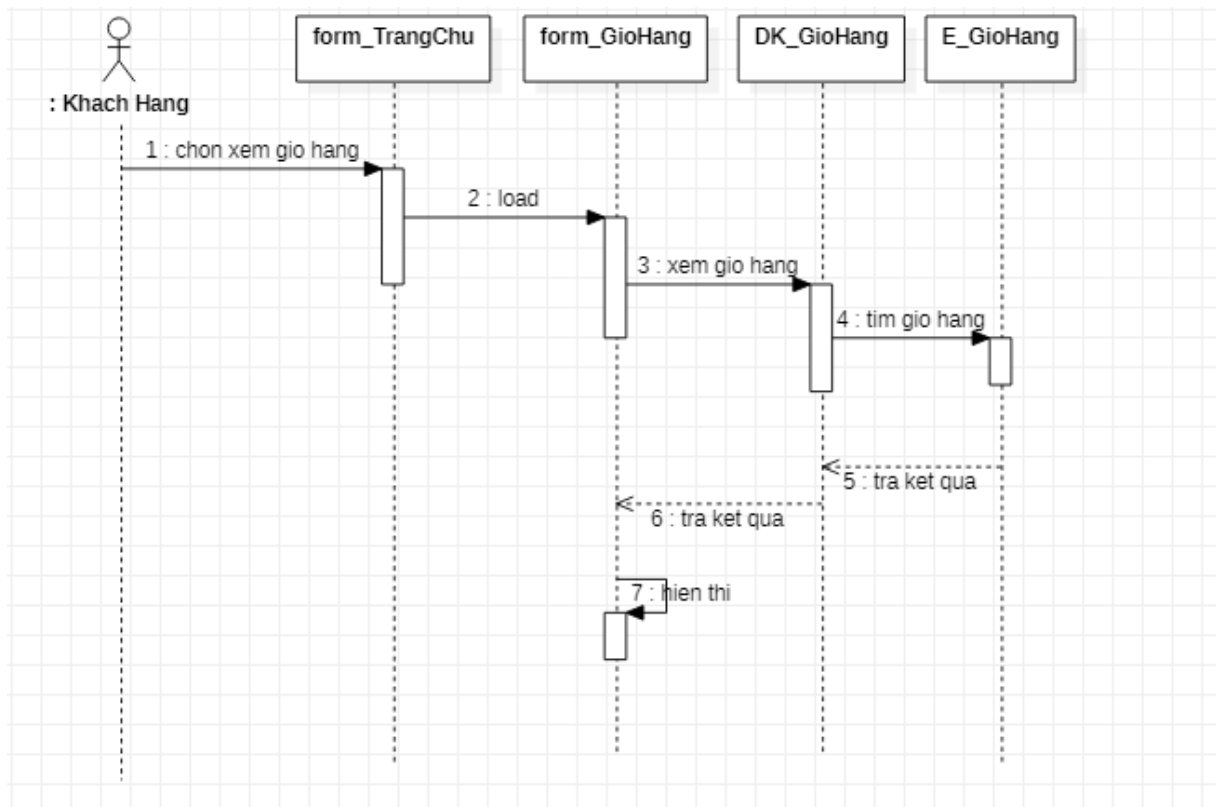 form_TrangChu
form_GioHang
DK_GioHang
E_GioHang
: Khach Hang
1 : chon xem gio hang
2 : load
3 : xem gio hang
4 : tim gio hang
5 : tra ket qua
6 : tra ket qua
7 : hien thi